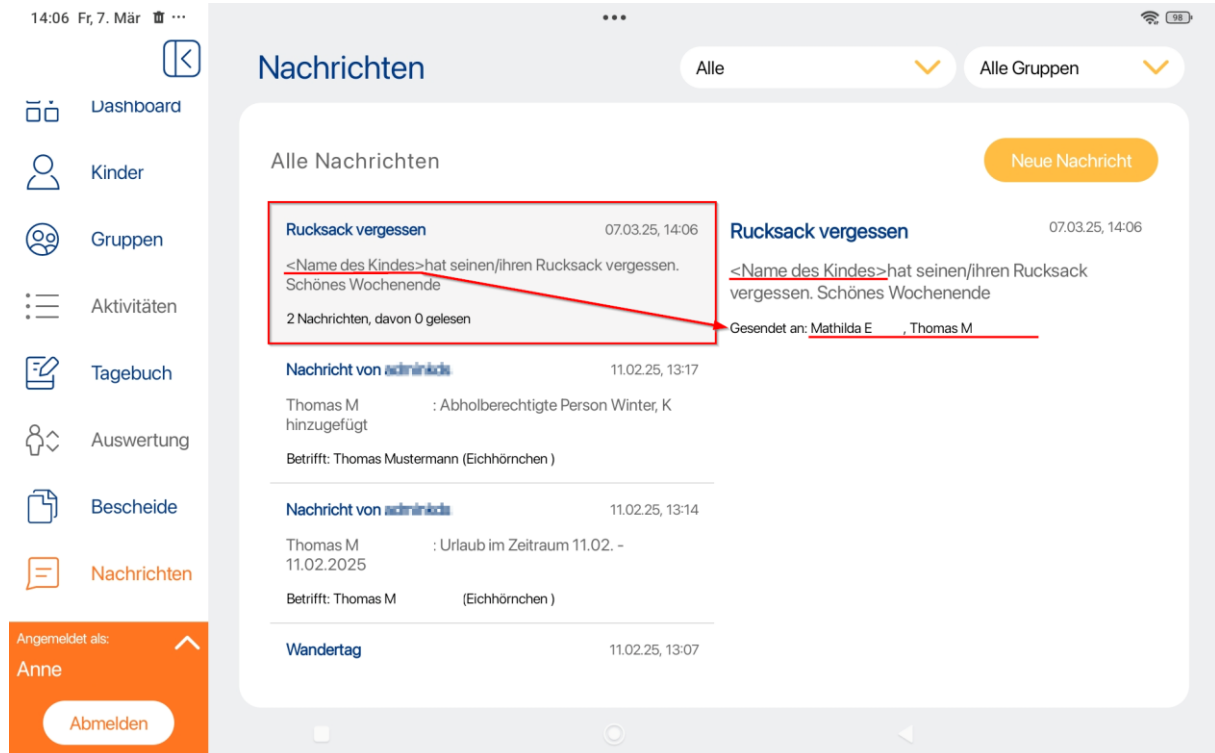 14:06 Fr, 7. Mär
98
Nachrichten
Alle
Alle Gruppen
Dashboard
Kinder
Gruppen
Aktivitäten
Tagebuch
Auswertung
Bescheide
Nachrichten
Angemeldet als:
Anne
Abmelden
Alle Nachrichten
Neue Nachricht
Rucksack vergessen 07.03.25, 14:06
<Name des Kindes>hat seinen/ihren Rucksack vergessen.
Schönes Wochenende
2 Nachrichten, davon 0 gelesen
Nachricht von 11.02.25, 13:17
Thomas M : Abholberechtigte Person Winter, K
hinzugefügt
Betrifft: Thomas Mustermann (Eichhörnchen )
Nachricht von 11.02.25, 13:14
Thomas M : Urlaub im Zeitraum 11.02. -
11.02.2025
Betrifft: Thomas M (Eichhörnchen )
Wandertag 11.02.25, 13:07
Rucksack vergessen 07.03.25, 14:06
<Name des Kindes>hat seinen/ihren Rucksack
vergessen. Schönes Wochenende
Gesendet an: Mathilda E , Thomas M